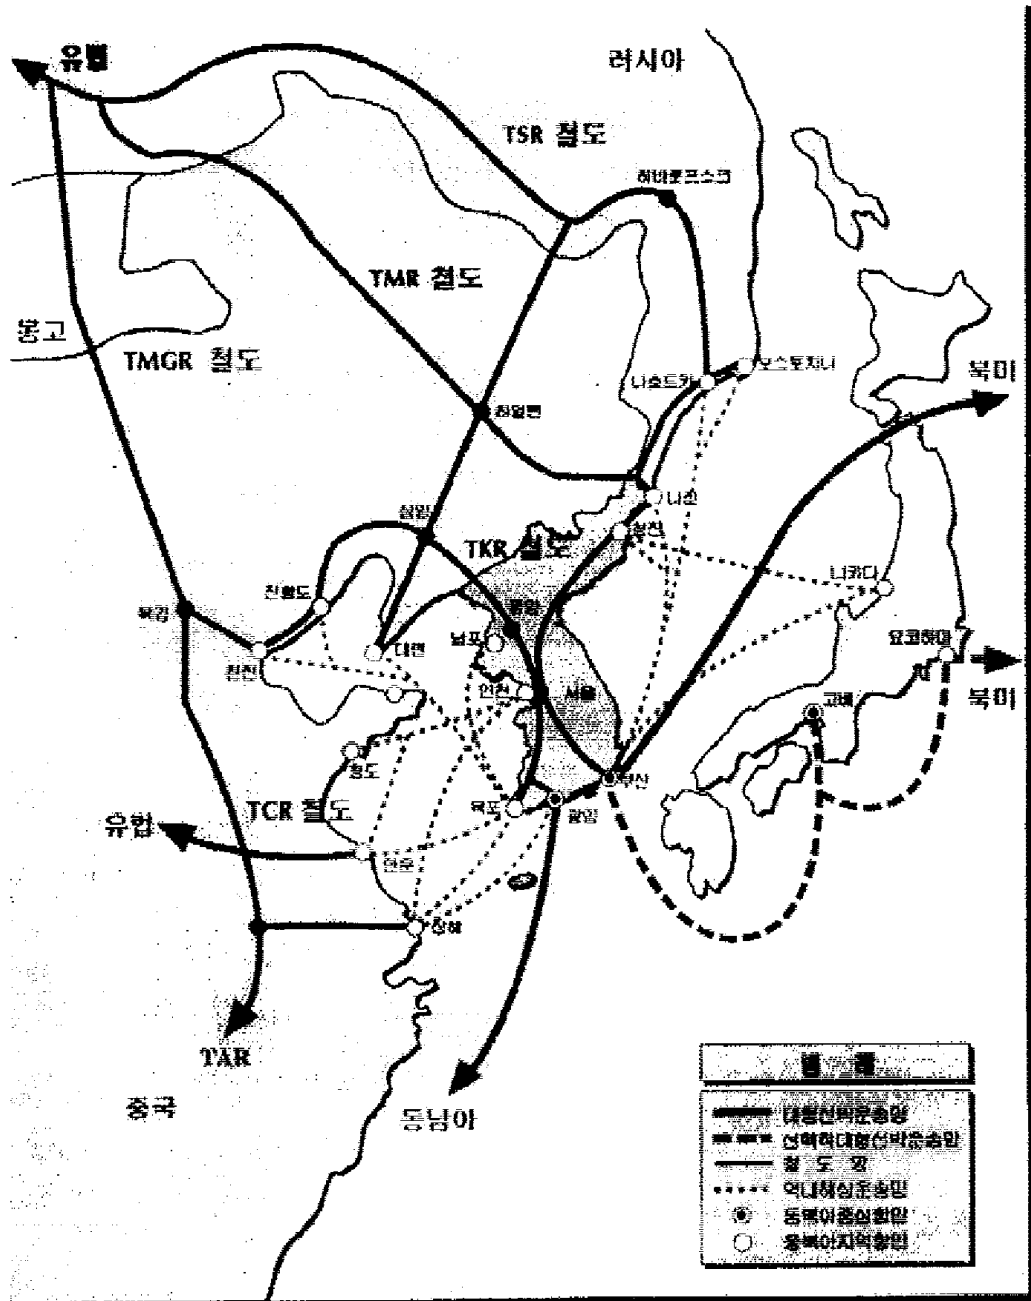 유럽
러시아
TSR 철도
하바로프스크
TMR 철도
몽고
TMGR 철도
보스토치니
나호드카
북미
하얼빈
나진
심양
청진
TKR 철도
니카다
진황도
북경
평양
남포
요코하마
대련
천진
인천
서울
북미
고베
청도
부산
목포
광양
TCR 철도
유럽
연운
상해
TAR
중국
동남아
범 례
대형선박운송망
선택적대형선박운송망
철 도 망
역내해상운송망
동북아중심항만
동북아지역항만